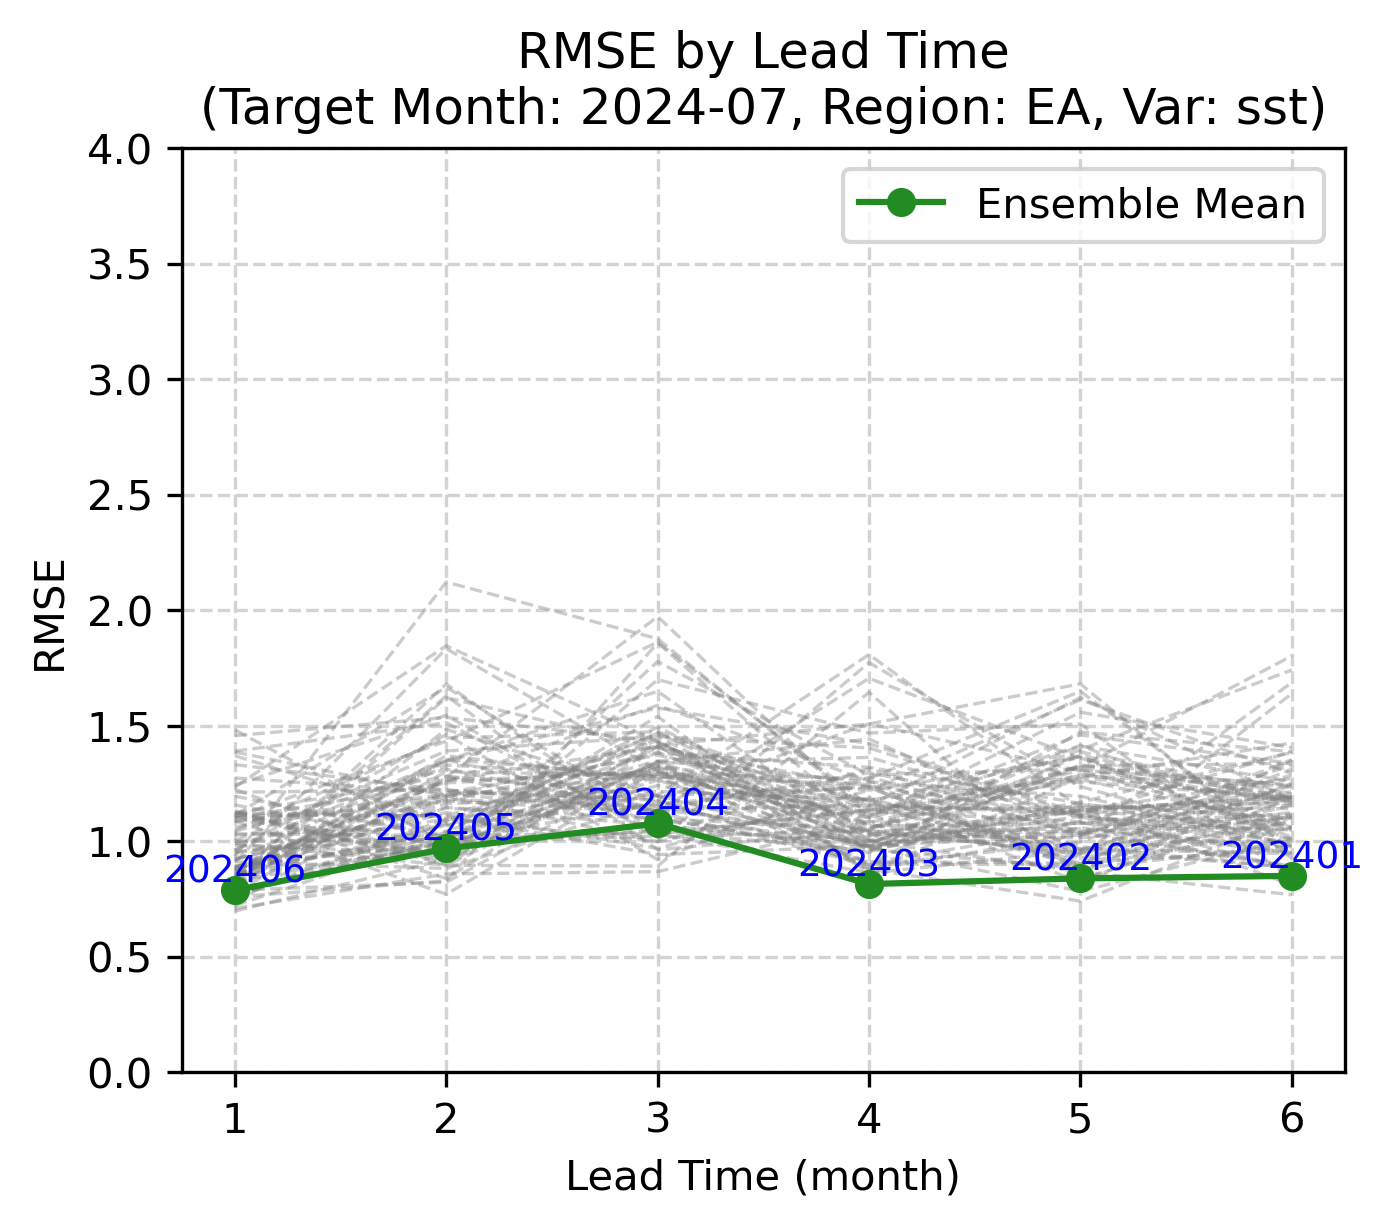 RMSE by Lead Time
(Target Month: 2024-07, Region: EA, Var: sst)
Ensemble Mean
RMSE
4.0
3.5
3.0
2.5
2.0
1.5
1.0
0.5
0.0
202406
202405
202404
202403
202402
202401
1 2 3 4 5 6
Lead Time (month)